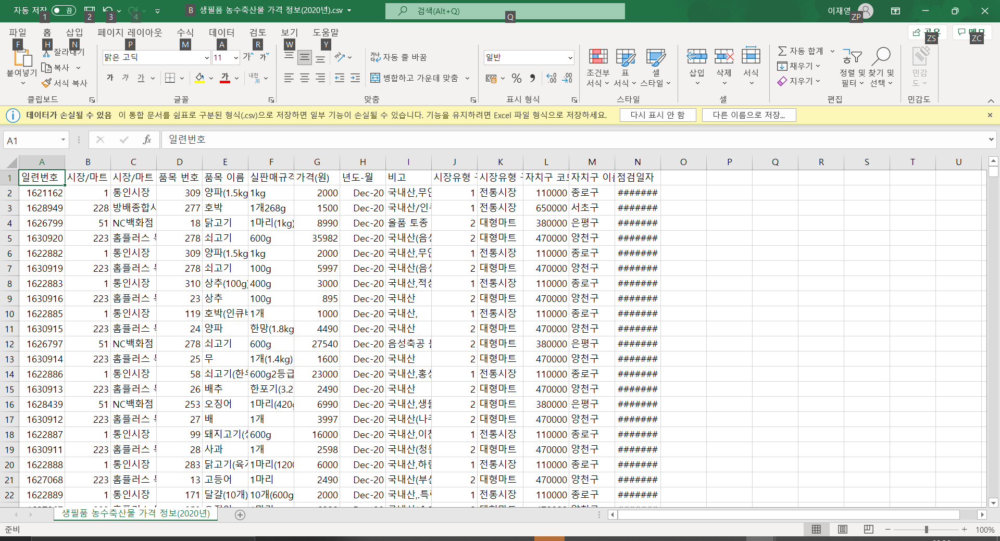 자동 저장 끔 생필품 농수축산물 가격 정보(2020년).csv 검색(Alt+Q) 이재영
1 2 3 4 B Q ZP
파일 홈 삽입 페이지 레이아웃 수식 데이터 검토 보기 도움말 공유 메모
F H N P M A R W Y ZS ZC
붙여넣기 잘라내기 복사 서식 복사
맑은 고딕 11 가 가
가 가 가 가 내천 川
가나 다라 자동 줄 바꿈
병합하고 가운데 맞춤
일반
% 9 .00 .00
조건부 서식 표 서식 셀 스타일
삽입 삭제 서식
자동 합계 채우기 지우기
정렬 및 필터 찾기 및 선택
민감도
클립보드 글꼴 맞춤 표시 형식 스타일 셀 편집 민감도
데이터가 손실될 수 있음 이 통합 문서를 쉼표로 구분된 형식(.csv)으로 저장하면 일부 기능이 손실될 수 있습니다. 기능을 유지하려면 Excel 파일 형식으로 저장하세요. 다시 표시 안 함 다른 이름으로 저장...
A1 fx 일련번호
A B C D E F G H I J K L M N O P Q R S T U
1 일련번호 시장/마트 시장/마트 품목 번호 품목 이름 실판매규격 가격(원) 년도-월 비고 시장유형 시장유형 자치구 코드 자치구 이름 점검일자
2 1621162 1 통인시장 309 양파(1.5kg 1kg 2000 Dec-20 국내산,무안 1 전통시장 110000 종로구 #######
3 1628949 228 방배종합시 277 호박 1개268g 1500 Dec-20 국내산/인큐 1 전통시장 650000 서초구 #######
4 1626799 51 NC백화점 18 닭고기 1마리(1kg) 8990 Dec-20 올품 토종 2 대형마트 380000 은평구 #######
5 1630920 223 홈플러스 278 쇠고기 600g 35982 Dec-20 국내산(음성 2 대형마트 470000 양천구 #######
6 1622882 1 통인시장 309 양파(1.5kg 1kg 2000 Dec-20 국내산,무안 1 전통시장 110000 종로구 #######
7 1630919 223 홈플러스 278 쇠고기 100g 5997 Dec-20 국내산(음성 2 대형마트 470000 양천구 #######
8 1622883 1 통인시장 310 상추(100g) 400g 3000 Dec-20 국내산,적상 1 전통시장 110000 종로구 #######
9 1630916 223 홈플러스 23 상추 100g 895 Dec-20 국내산 2 대형마트 470000 양천구 #######
10 1622885 1 통인시장 119 호박(인큐베 1개 1000 Dec-20 국내산, 1 전통시장 110000 종로구 #######
11 1630915 223 홈플러스 24 양파 한망(1.8kg 4490 Dec-20 국내산 2 대형마트 470000 양천구 #######
12 1626797 51 NC백화점 278 쇠고기 600g 27540 Dec-20 음성축공 2 대형마트 380000 은평구 #######
13 1630914 223 홈플러스 25 무 1개(1.4kg) 1600 Dec-20 국내산 2 대형마트 470000 양천구 #######
14 1622886 1 통인시장 58 쇠고기(한우 600g2등급 23000 Dec-20 국내산,홍성 1 전통시장 110000 종로구 #######
15 1630913 223 홈플러스 26 배추 한포기(3.2 2490 Dec-20 국내산 2 대형마트 470000 양천구 #######
16 1628439 51 NC백화점 253 오징어 1마리(420g 6990 Dec-20 국내산,생물 2 대형마트 380000 은평구 #######
17 1630912 223 홈플러스 27 배 1개 3997 Dec-20 국내산(나주 2 대형마트 470000 양천구 #######
18 1622887 1 통인시장 99 돼지고기(생 600g 16000 Dec-20 국내산,이천 1 전통시장 110000 종로구 #######
19 1630911 223 홈플러스 28 사과 1개 2598 Dec-20 국내산(청원 2 대형마트 470000 양천구 #######
20 1622888 1 통인시장 283 닭고기(육계 1마리(1200 6000 Dec-20 국내산,하림 1 전통시장 110000 종로구 #######
21 1627068 223 홈플러스 13 고등어 1마리 2490 Dec-20 국내산(부산 2 대형마트 470000 양천구 #######
22 1622889 1 통인시장 171 달걀(10개) 10개(600g 2000 Dec-20 국내산,.특란 1 전통시장 110000 종로구 #######
생필품 농수축산물 가격 정보(2020년)
준비 100%